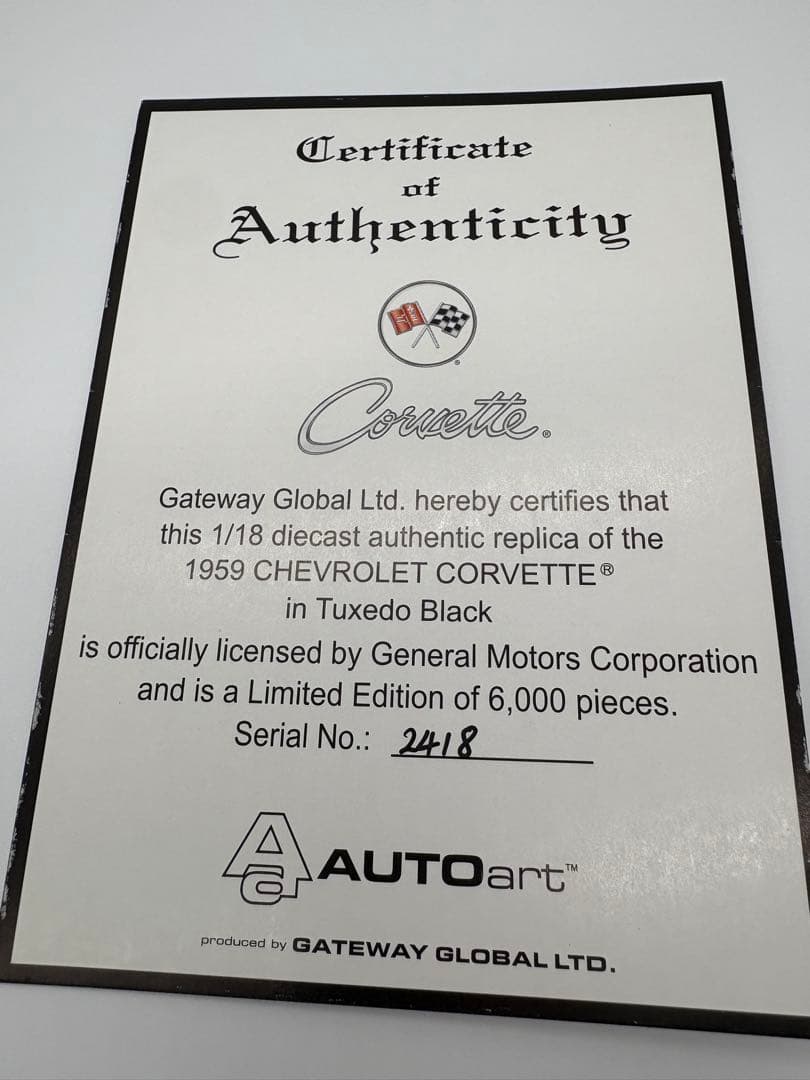 Certificate
of
Authenticity
Corvette®
Gateway Global Ltd. hereby certifies that
this 1/18 diecast authentic replica of the
1959 CHEVROLET CORVETTE®
in Tuxedo Black
is officially licensed by General Motors Corporation
and is a Limited Edition of 6,000 pieces.
Serial No.: 2418
AUTOart™
produced by GATEWAY GLOBAL LTD.